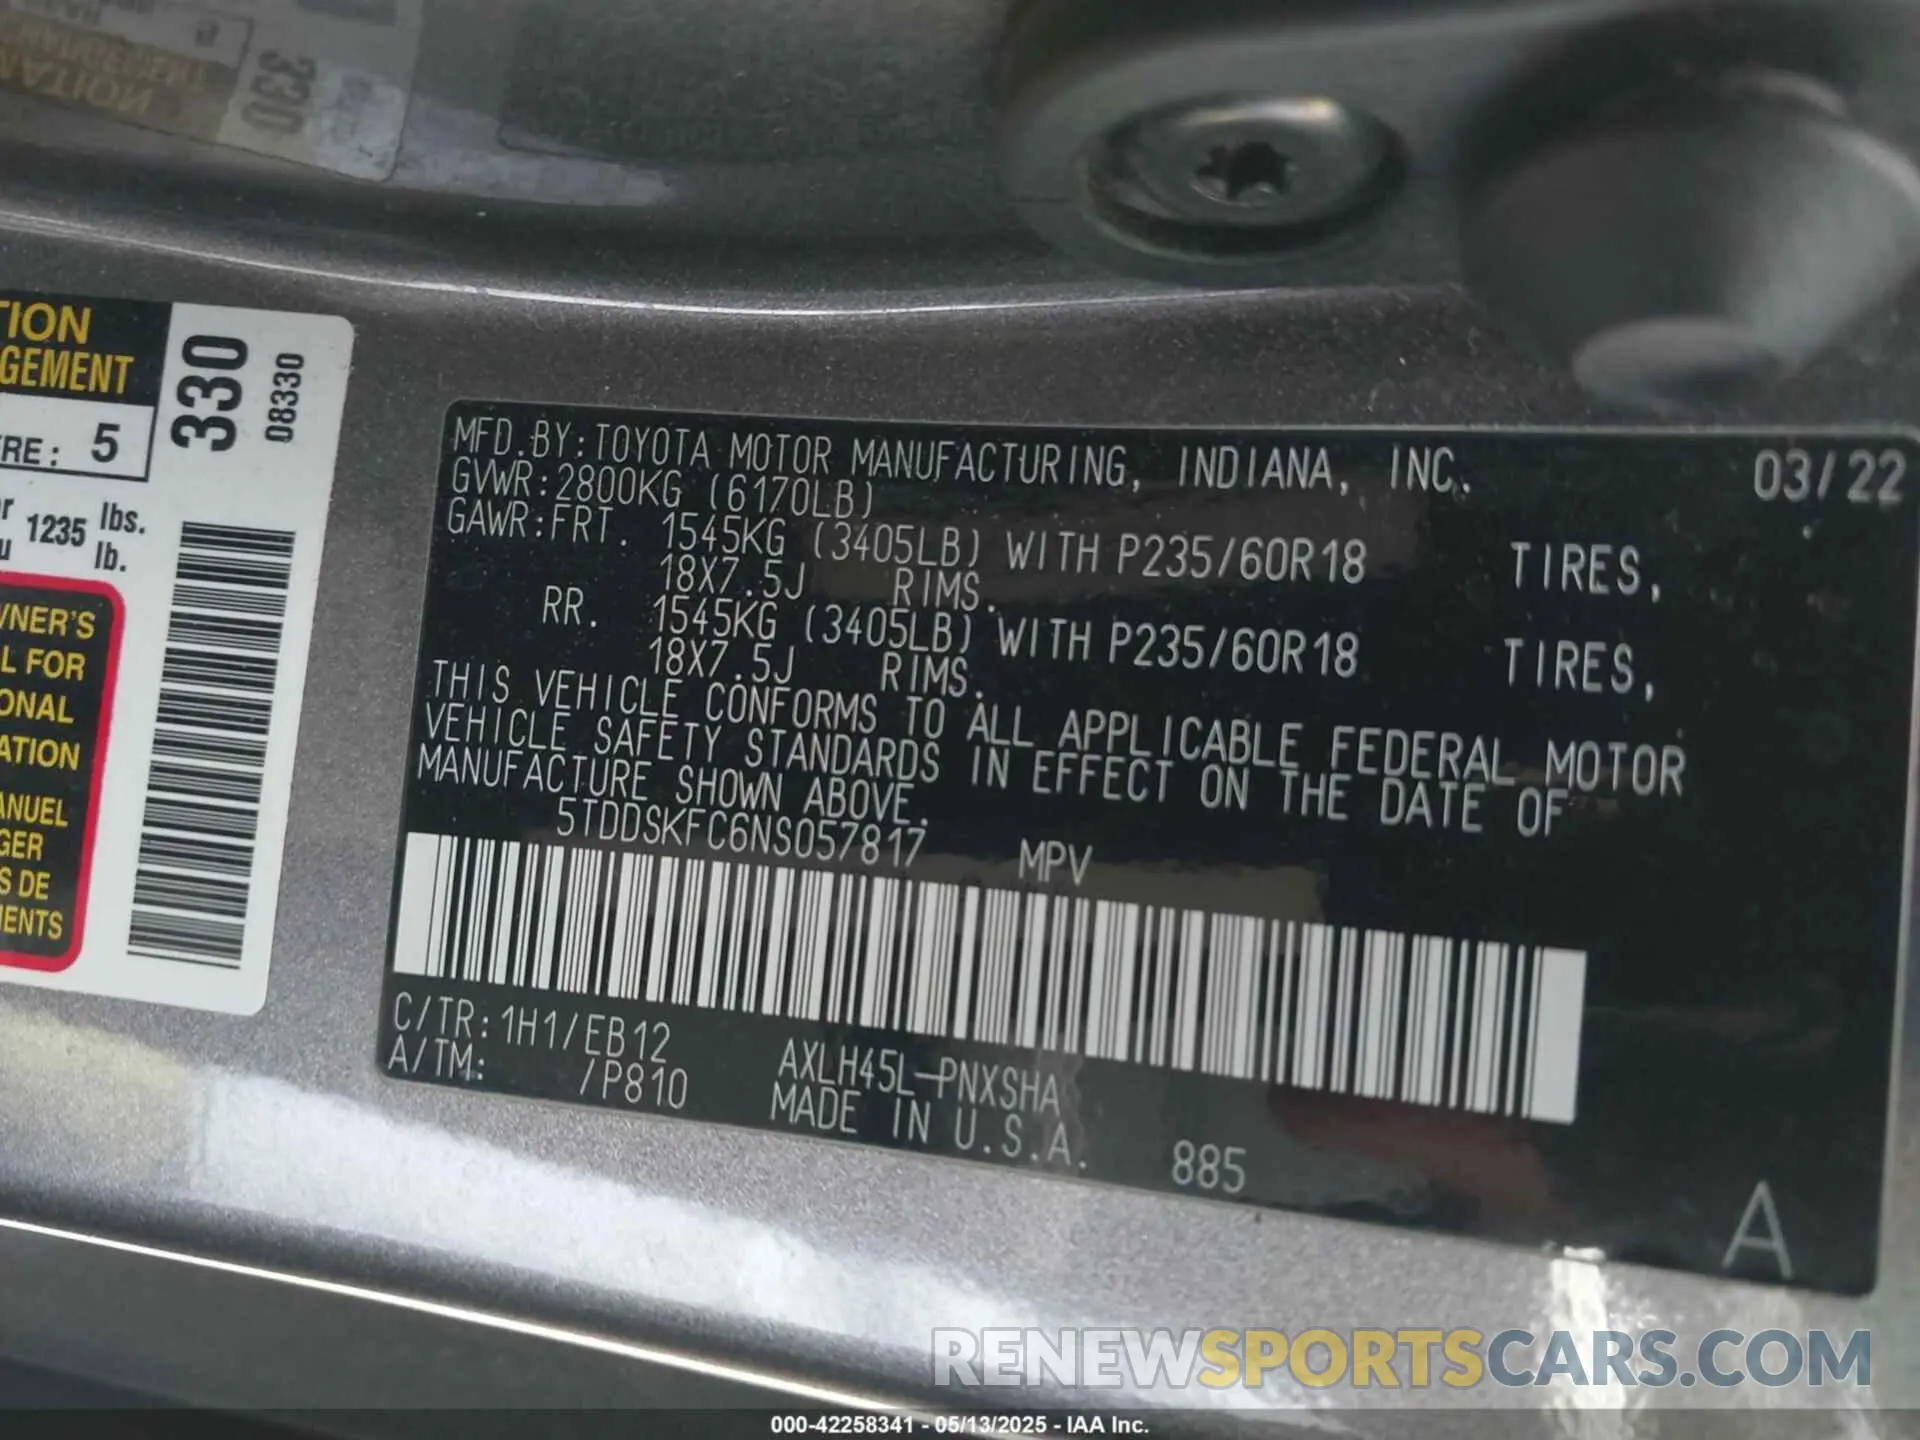 TION
GEMENT
RE: 5
1235 lbs.
lb.
330
08330
WNER'S
L FOR
ONAL
ATION
ANUEL
GER
S DE
MENTS
MFD.BY:TOYOTA MOTOR MANUFACTURING, INDIANA, INC. 03/22
GVWR:2800KG (6170LB)
GAWR:FRT. 1545KG (3405LB) WITH P235/60R18 TIRES,
18X7.5J RIMS.
RR. 1545KG (3405LB) WITH P235/60R18 TIRES,
18X7.5J RIMS.
THIS VEHICLE CONFORMS TO ALL APPLICABLE FEDERAL MOTOR
VEHICLE SAFETY STANDARDS IN EFFECT ON THE DATE OF
MANUFACTURE SHOWN ABOVE.
5TDDSKFC6NS057817 MPV
C/TR:1H1/EB12 AXLH45L-PNXSHA
A/TM: /P810 MADE IN U.S.A. 885
A
RENEWSPORTSCARS.COM
000-42258341 - 05/13/2025 - IAA Inc.